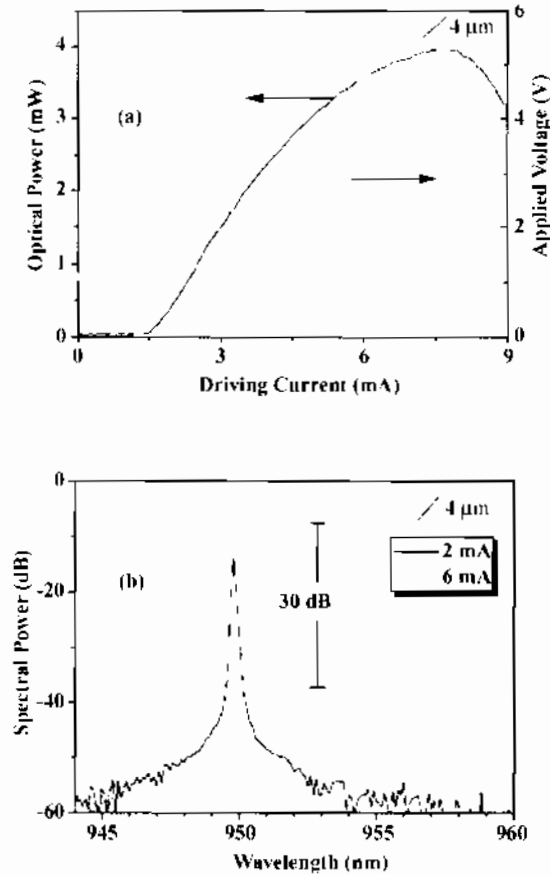 4 μm
(a)
Optical Power (mW)
4
3
2
1
0
Applied Voltage (V)
6
4
2
0
0 3 6 9
Driving Current (mA)
4 μm
2 mA
6 mA
(b)
30 dB
Spectral Power (dB)
0
-20
-40
-60
945 950 955 960
Wavelength (nm)